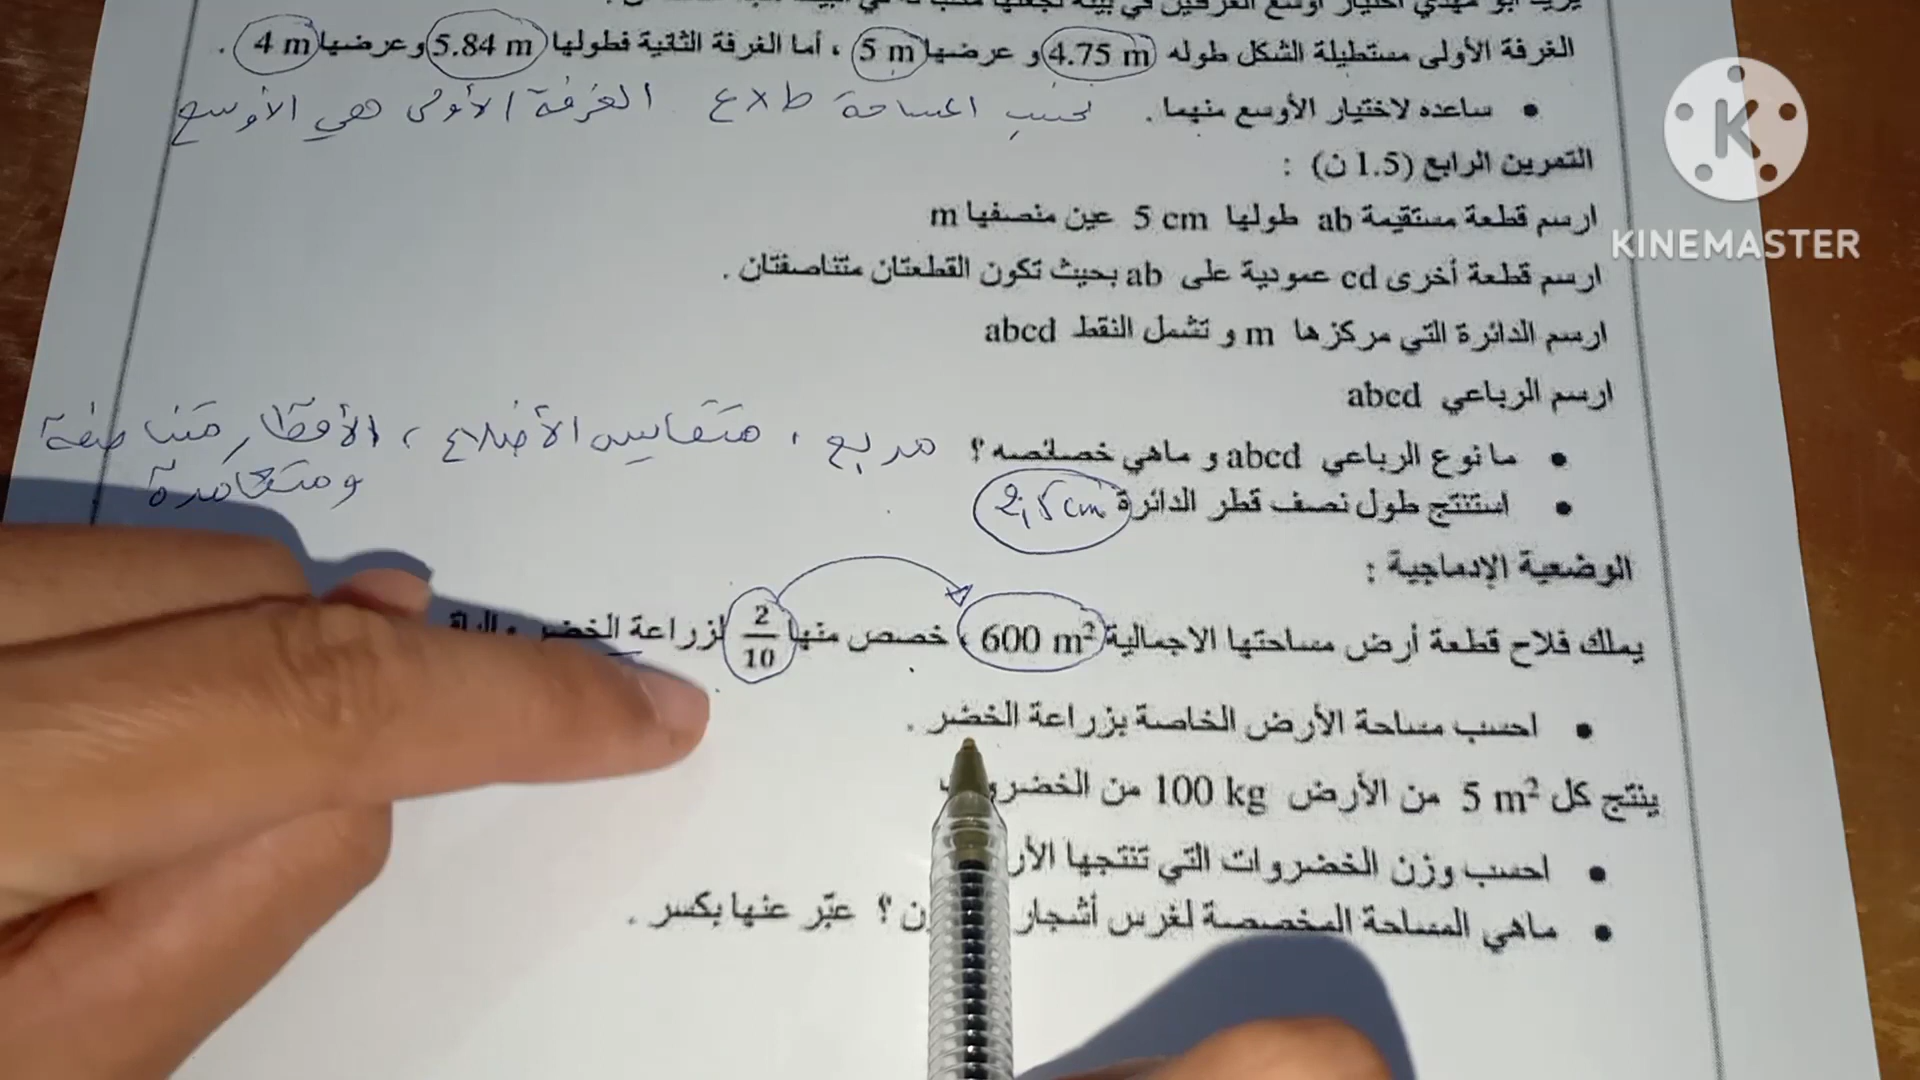 الغرفة الأولى مستطيلة الشكل طوله 4.75 m و عرضها 5 m ، أما الغرفة الثانية فطولها 5.84 m وعرضها 4 m .
• ساعده لاختيار الأوسع منهما . نحسب المساحة ط×ع الغرفة الأولى هي الأوسع
التمرين الرابع (1.5 ن) :
ارسم قطعة مستقيمة ab طولها 5 cm عين منصفها m
ارسم قطعة أخرى cd عمودية على ab بحيث تكون القطعتان متناصفتان .
ارسم الدائرة التي مركزها m و تشمل النقط abcd
ارسم الرباعي abcd
• ما نوع الرباعي abcd و ماهي خصائصه ؟ مربع ، متقايس الأضلاع ، الأقطار متناصفة
ومتعامدة
• استنتج طول نصف قطر الدائرة 2,5 cm
الوضعية الإدماجية :
يملك فلاح قطعة أرض مساحتها الاجمالية 600 m² ، خصص منها 2/10 لزراعة الخضر
• احسب مساحة الأرض الخاصة بزراعة الخضر .
ينتج كل 5 m² من الأرض 100 kg من
• احسب وزن الخضروات التي تنتجها
• ماهي المساحة المخصصة لغرس أشجار ؟ عبّر عنها بكسر .
KINEMASTER